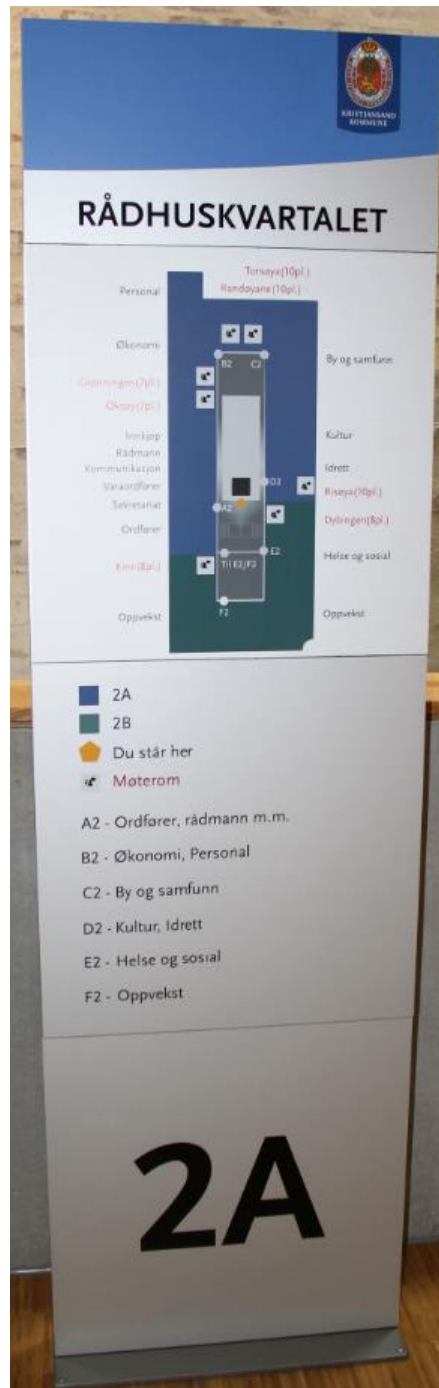 KRISTIANSAND
KOMMUNE
RÅDHUSKVARTALET
Torsøya(10pl.)
Randøyane(10pl.)
Personal
Økonomi
B2
C2
By og samfunn
Grønningen(7pl.)
Oksøy(7pl.)
Innkjøp
Kultur
Rådmann
Kommunikasjon
Idrett
Varaordfører
D2
Risøya(10pl.)
Sekretariat
A2
Dybingen(8pl.)
Ordfører
E2
Helse og sosial
Kinn(8pl.)
Til E2/F2
Oppvekst
F2
Oppvekst
2A
2B
Du står her
Møterom
A2 - Ordfører, rådmann m.m.
B2 - Økonomi, Personal
C2 - By og samfunn
D2 - Kultur, Idrett
E2 - Helse og sosial
F2 - Oppvekst
2A